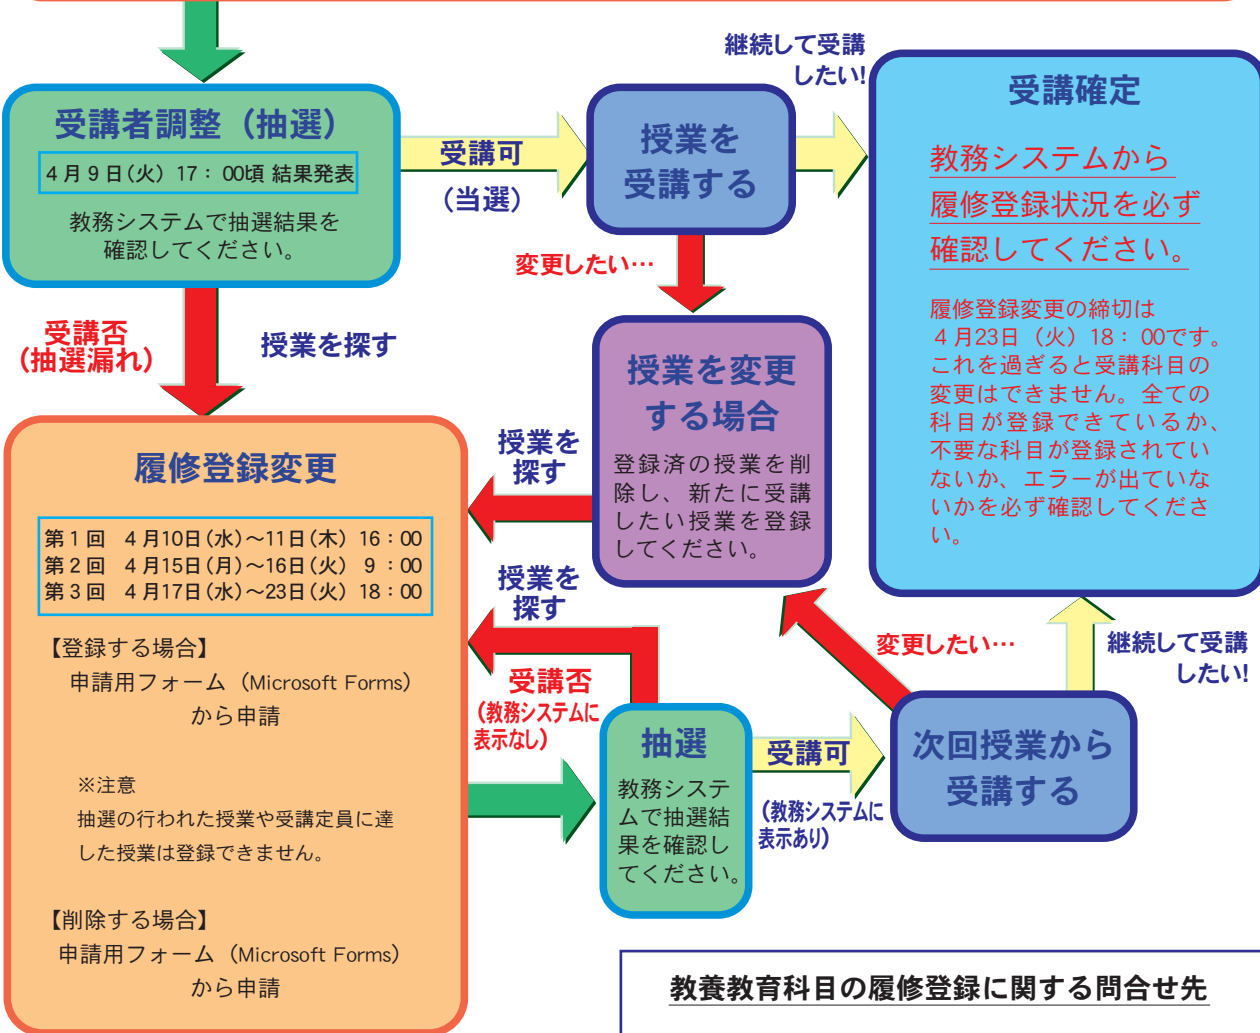 受講者調整（抽選）
4月9日(火) 17：00頃 結果発表
教務システムで抽選結果を
確認してください。
受講可
(当選)
授業を
受講する
継続して受講
したい!
受講確定
教務システムから
履修登録状況を必ず
確認してください。
履修登録変更の締切は
4月23日（火）18：00です。
これを過ぎると受講科目の
変更はできません。全ての
科目が登録できているか、
不要な科目が登録されてい
ないか、エラーが出ていな
いかを必ず確認してくださ
い。
変更したい…
受講否
(抽選漏れ)
授業を探す
授業を変更
する場合
登録済の授業を削
除し、新たに受講
したい授業を登録
してください。
授業を
探す
履修登録変更
第1回 4月10日(水)～11日(木) 16：00
第2回 4月15日(月)～16日(火) 9：00
第3回 4月17日(水)～23日(火) 18：00
【登録する場合】
申請用フォーム（Microsoft Forms）
から申請
※注意
抽選の行われた授業や受講定員に達
した授業は登録できません。
【削除する場合】
申請用フォーム（Microsoft Forms）
から申請
授業を
探す
受講否
(教務システムに
表示なし)
抽選
教務システ
ムで抽選結
果を確認し
てください。
受講可
(教務システムに
表示あり)
変更したい…
次回授業から
受講する
継続して受講
したい!
教養教育科目の履修登録に関する問合せ先